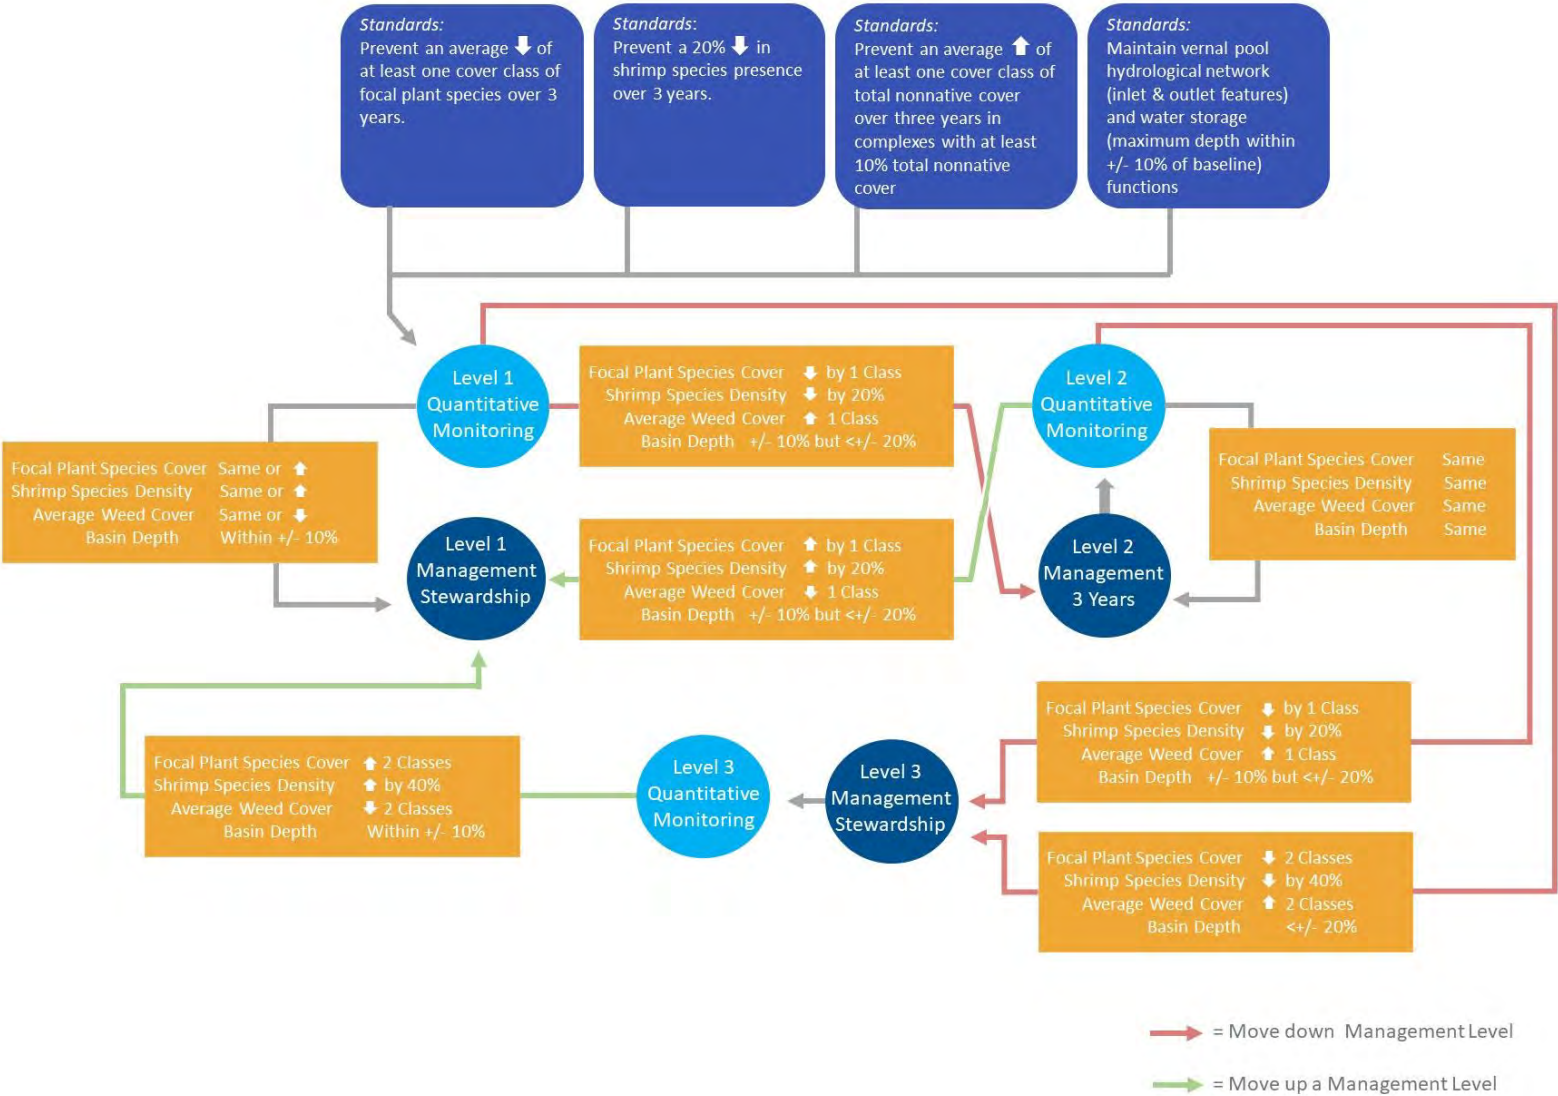 Standards:
Prevent an average ⬇ of
at least one cover class of
focal plant species over 3
years.
Standards:
Prevent a 20% ⬇ in
shrimp species presence
over 3 years.
Standards:
Prevent an average ⬆ of
at least one cover class of
total nonnative cover
over three years in
complexes with at least
10% total nonnative
cover
Standards:
Maintain vernal pool
hydrological network
(inlet & outlet features)
and water storage
(maximum depth within
+/- 10% of baseline)
functions
Level 1
Quantitative
Monitoring
Focal Plant Species Cover ⬇ by 1 Class
Shrimp Species Density ⬇ by 20%
Average Weed Cover ⬆ 1 Class
Basin Depth +/- 10% but <+/- 20%
Level 2
Quantitative
Monitoring
Focal Plant Species Cover Same or ⬆
Shrimp Species Density Same or ⬆
Average Weed Cover Same or ⬇
Basin Depth Within +/- 10%
Focal Plant Species Cover Same
Shrimp Species Density Same
Average Weed Cover Same
Basin Depth Same
Level 1
Management
Stewardship
Focal Plant Species Cover ⬆ by 1 Class
Shrimp Species Density ⬆ by 20%
Average Weed Cover ⬇ 1 Class
Basin Depth +/- 10% but <+/- 20%
Level 2
Management
3 Years
Focal Plant Species Cover ⬆ 2 Classes
Shrimp Species Density ⬆ by 40%
Average Weed Cover ⬇ 2 Classes
Basin Depth Within +/- 10%
Level 3
Quantitative
Monitoring
Level 3
Management
Stewardship
Focal Plant Species Cover ⬇ by 1 Class
Shrimp Species Density ⬇ by 20%
Average Weed Cover ⬆ 1 Class
Basin Depth +/- 10% but <+/- 20%
Focal Plant Species Cover ⬇ 2 Classes
Shrimp Species Density ⬇ by 40%
Average Weed Cover ⬆ 2 Classes
Basin Depth <+/- 20%
= Move down Management Level
= Move up a Management Level